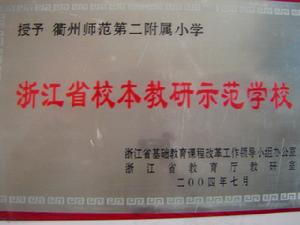 授予 衢州师范第二附属小学
浙江省校本教研示范学校
浙江省基础教育课程改革工作领导小组办公室
浙江省教育厅教研室
二〇〇四年七月